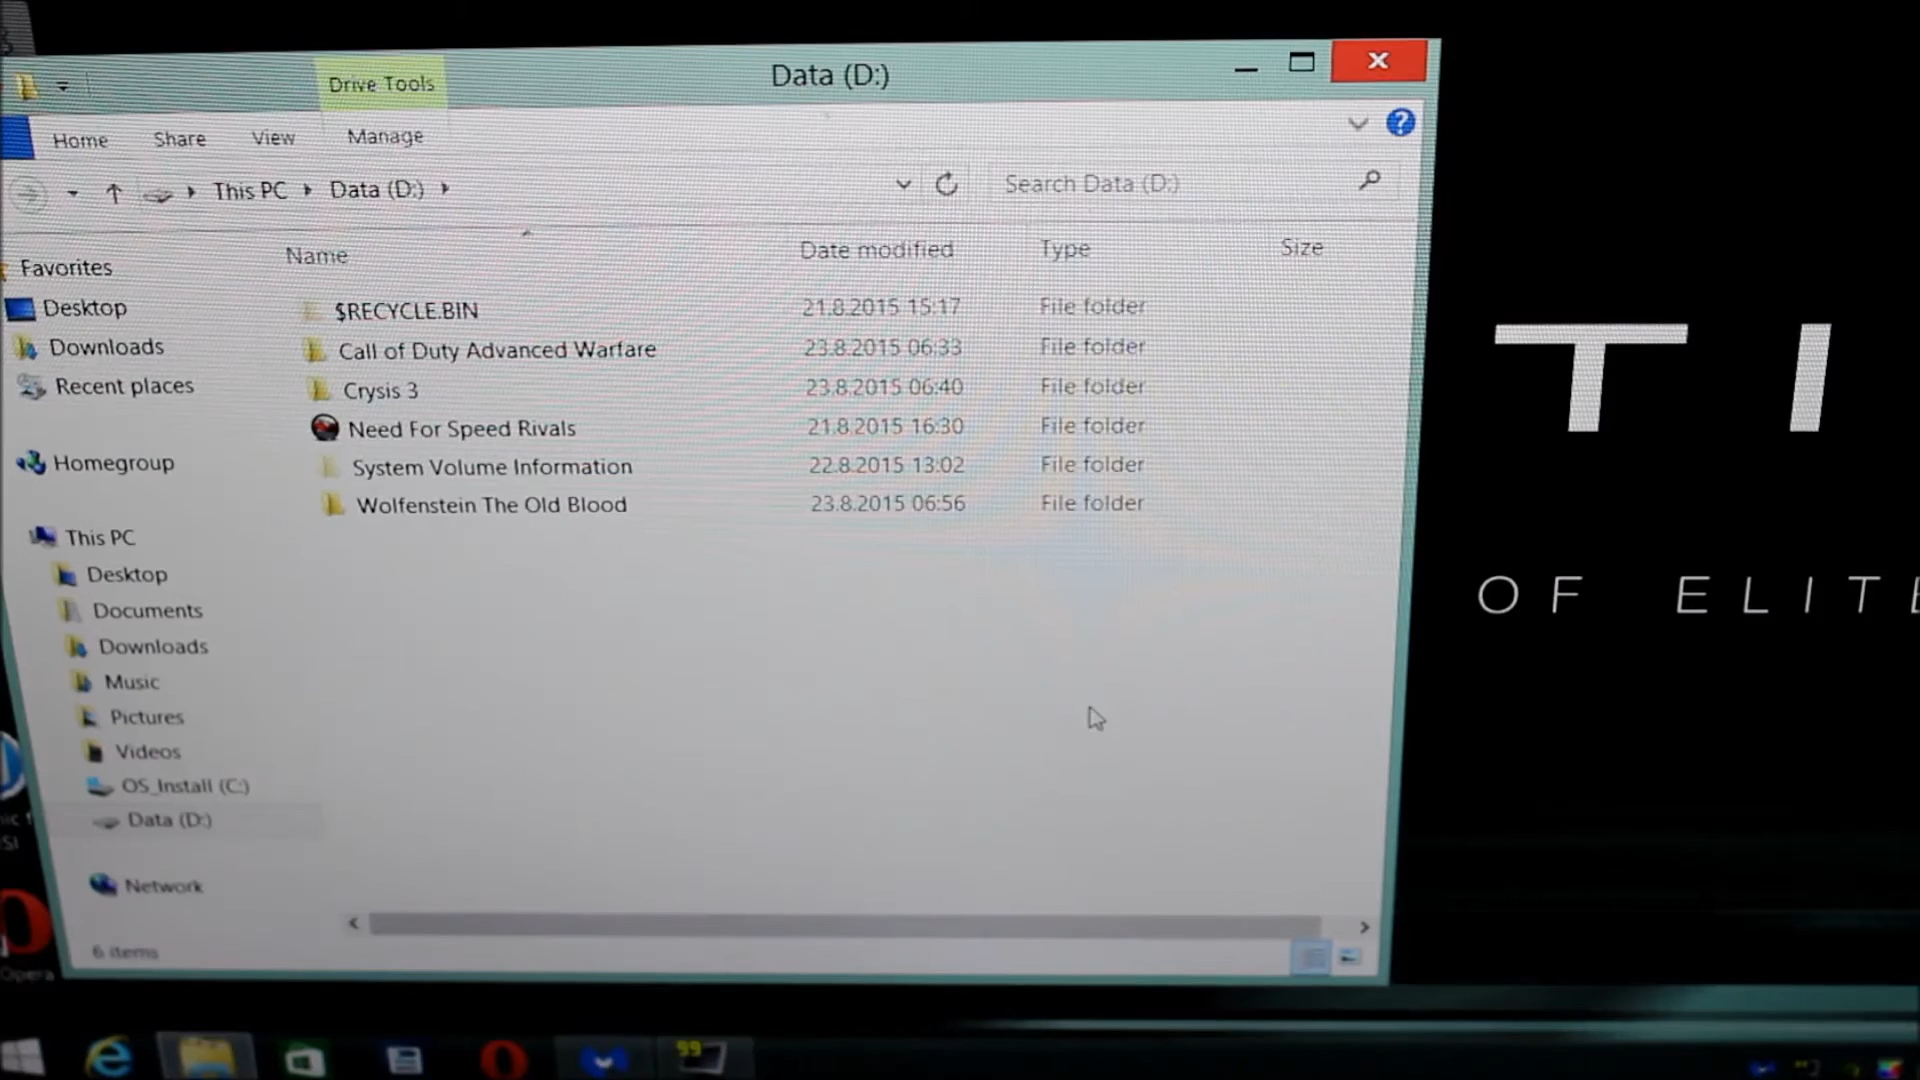 Drive Tools
Data (D:)
Home Share View Manage
?
This PC Data (D:)
Search Data (D:)
Name Date modified Type Size
Favorites
Desktop
Downloads
Recent places
Homegroup
This PC
Desktop
Documents
Downloads
Music
Pictures
Videos
OS_Install (C:)
Data (D:)
Network
$RECYCLE.BIN 21.8.2015 15:17 File folder
Call of Duty Advanced Warfare 23.8.2015 06:33 File folder
Crysis 3 23.8.2015 06:40 File folder
Need For Speed Rivals 21.8.2015 16:30 File folder
System Volume Information 22.8.2015 13:02 File folder
Wolfenstein The Old Blood 23.8.2015 06:56 File folder
6 items
TI
OF ELITE
Opera
99